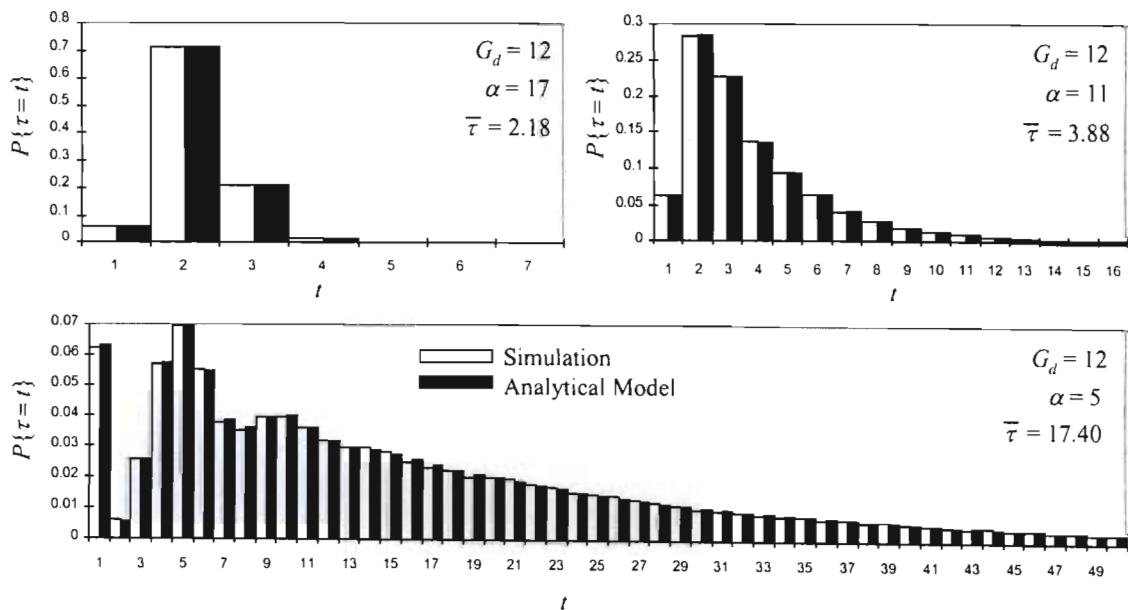 0.8
0.7
0.6
0.5
0.4
0.3
0.2
0.1
0
P{τ = t}
1 2 3 4 5 6 7
t
G_d = 12
α = 17
τ̅ = 2.18
0.3
0.25
0.2
0.15
0.1
0.05
0
P{τ = t}
1 2 3 4 5 6 7 8 9 10 11 12 13 14 15 16
t
G_d = 12
α = 11
τ̅ = 3.88
0.07
0.06
0.05
0.04
0.03
0.02
0.01
0
P{τ = t}
Simulation
Analytical Model
G_d = 12
α = 5
τ̅ = 17.40
1 3 5 7 9 11 13 15 17 19 21 23 25 27 29 31 33 35 37 39 41 43 45 47 49
t